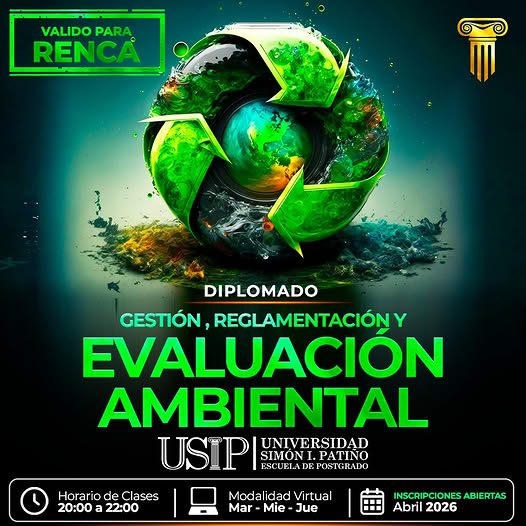 VALIDO PARA
RENCA
DIPLOMADO
GESTIÓN , REGLAMENTACIÓN Y
EVALUACIÓN
AMBIENTAL
USIP
UNIVERSIDAD
SIMÓN I. PATIÑO
ESCUELA DE POSTGRADO
Horario de Clases
20:00 a 22:00
Modalidad Virtual
Mar - Mie - Jue
INSCRIPCIONES ABIERTAS
Abril 2026